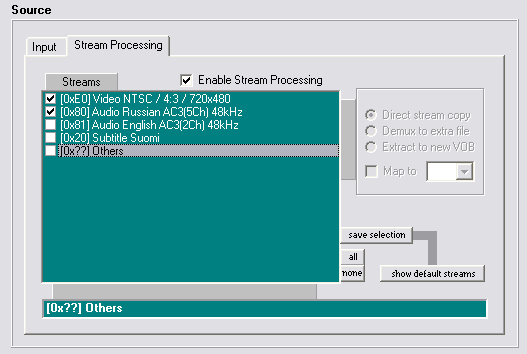 Source
Input
Stream Processing
Streams
Enable Stream Processing
[0xE0] Video NTSC / 4:3 / 720x480
[0x80] Audio Russian AC3(5Ch) 48kHz
[0x81] Audio English AC3(2Ch) 48kHz
[0x20] Subtitle Suomi
[0x??] Others
Direct stream copy
Demux to extra file
Extract to new VOB
Map to
save selection
all
none
show default streams
[0x??] Others